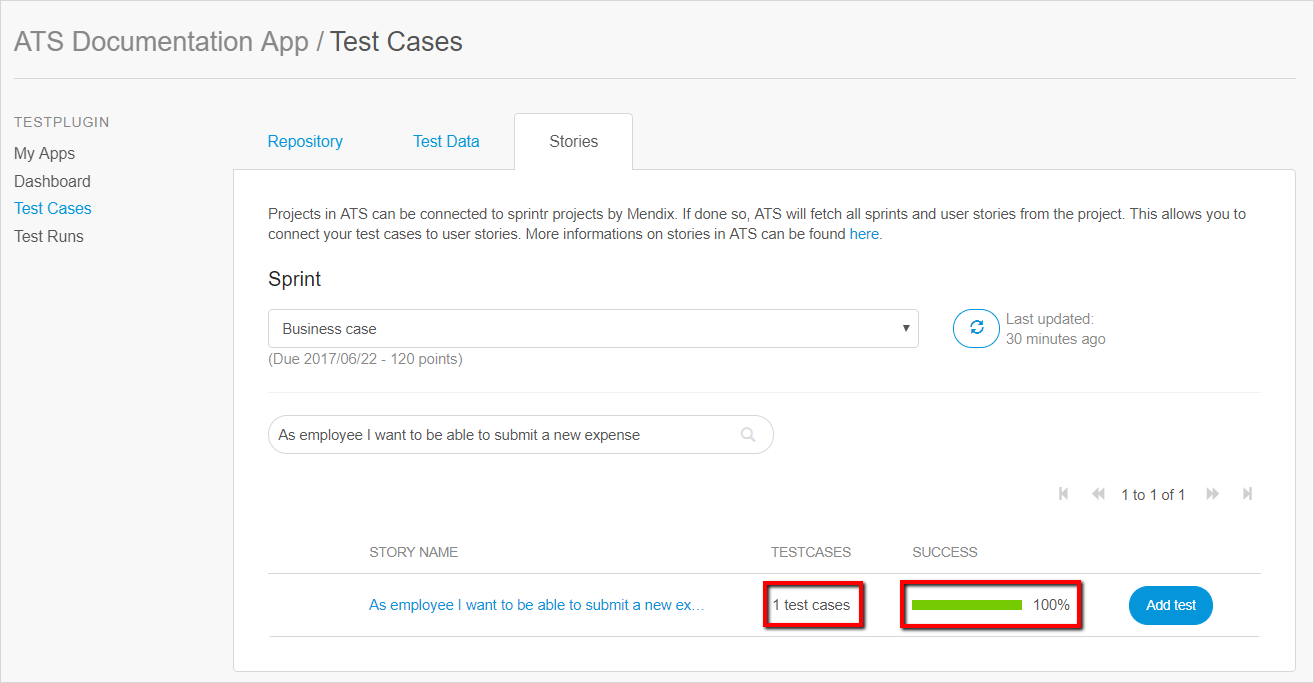 ATS Documentation App / Test Cases
TESTPLUGIN
My Apps
Dashboard
Test Cases
Test Runs
Repository
Test Data
Stories
Projects in ATS can be connected to sprintr projects by Mendix. If done so, ATS will fetch all sprints and user stories from the project. This allows you to
connect your test cases to user stories. More informations on stories in ATS can be found here.
Sprint
Business case
(Due 2017/06/22 - 120 points)
Last updated:
30 minutes ago
As employee I want to be able to submit a new expense
1 to 1 of 1
STORY NAME TESTCASES SUCCESS
As employee I want to be able to submit a new ex... 1 test cases 100% Add test